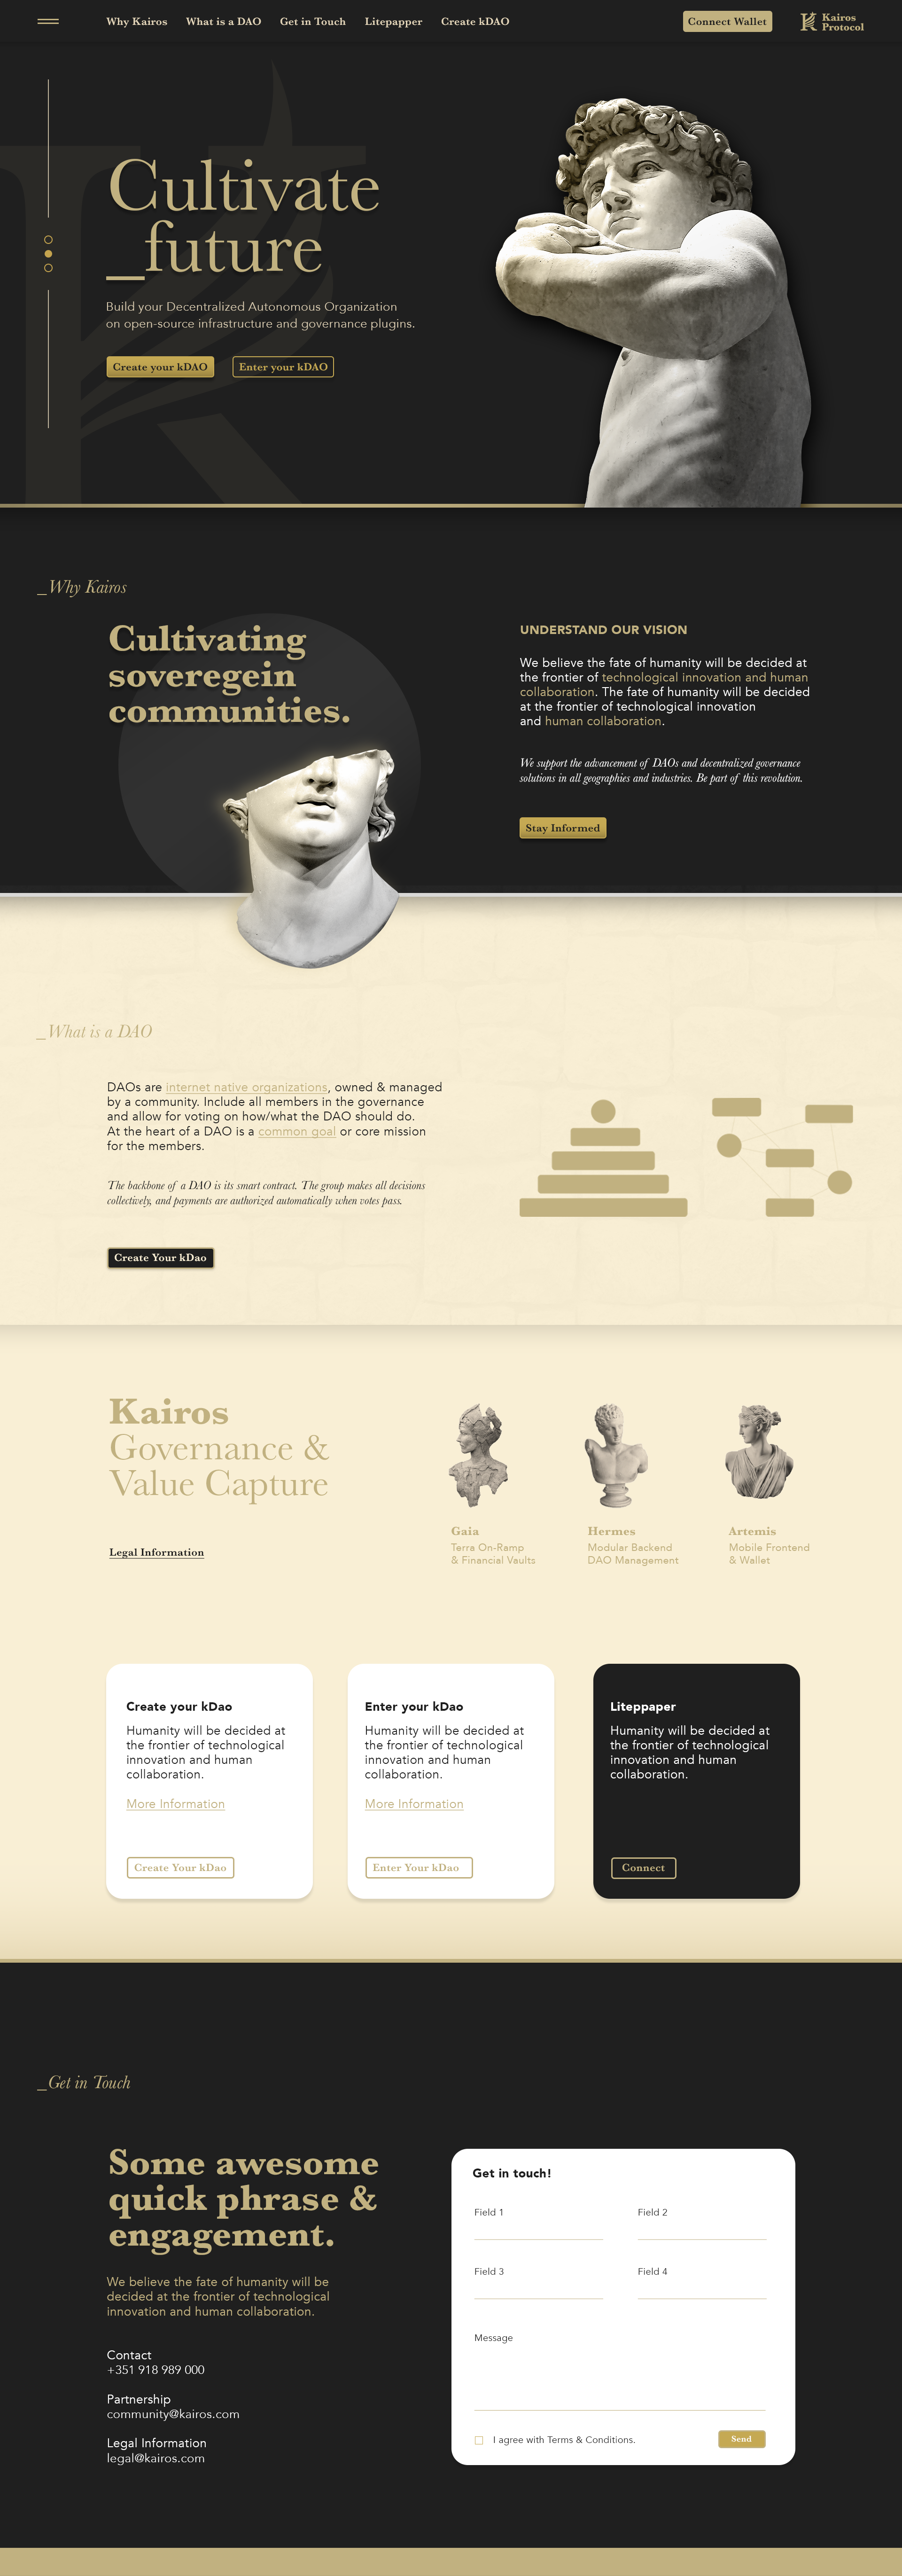 Why Kairos
What is a DAO
Get in Touch
Litepapper
Create kDAO
Connect Wallet
Kairos
Protocol
Cultivate
_future
Build your Decentralized Autonomous Organization
on open-source infrastructure and governance plugins.
Create your kDAO
Enter your kDAO
_Why Kairos
Cultivating
soveregein
communities.
UNDERSTAND OUR VISION
We believe the fate of humanity will be decided at
the frontier of technological innovation and human
collaboration. The fate of humanity will be decided
at the frontier of technological innovation
and human collaboration.
We support the advancement of DAOs and decentralized governance
solutions in all geographies and industries. Be part of this revolution.
Stay Informed
_What is a DAO
DAOs are internet native organizations, owned & managed
by a community. Include all members in the governance
and allow for voting on how/what the DAO should do.
At the heart of a DAO is a common goal or core mission
for the members.
The backbone of a DAO is its smart contract. The group makes all decisions
collectively, and payments are authorized automatically when votes pass.
Create Your kDao
Kairos
Governance &
Value Capture
Legal Information
Gaia
Terra On-Ramp
& Financial Vaults
Hermes
Modular Backend
DAO Management
Artemis
Mobile Frontend
& Wallet
Create your kDao
Humanity will be decided at
the frontier of technological
innovation and human
collaboration.
More Information
Create Your kDao
Enter your kDao
Humanity will be decided at
the frontier of technological
innovation and human
collaboration.
More Information
Enter Your kDao
Liteppaper
Humanity will be decided at
the frontier of technological
innovation and human
collaboration.
Connect
_Get in Touch
Some awesome
quick phrase &
engagement.
We believe the fate of humanity will be
decided at the frontier of technological
innovation and human collaboration.
Contact
+351 918 989 000
Partnership
community@kairos.com
Legal Information
legal@kairos.com
Get in touch!
Field 1
Field 2
Field 3
Field 4
Message
I agree with Terms & Conditions.
Send